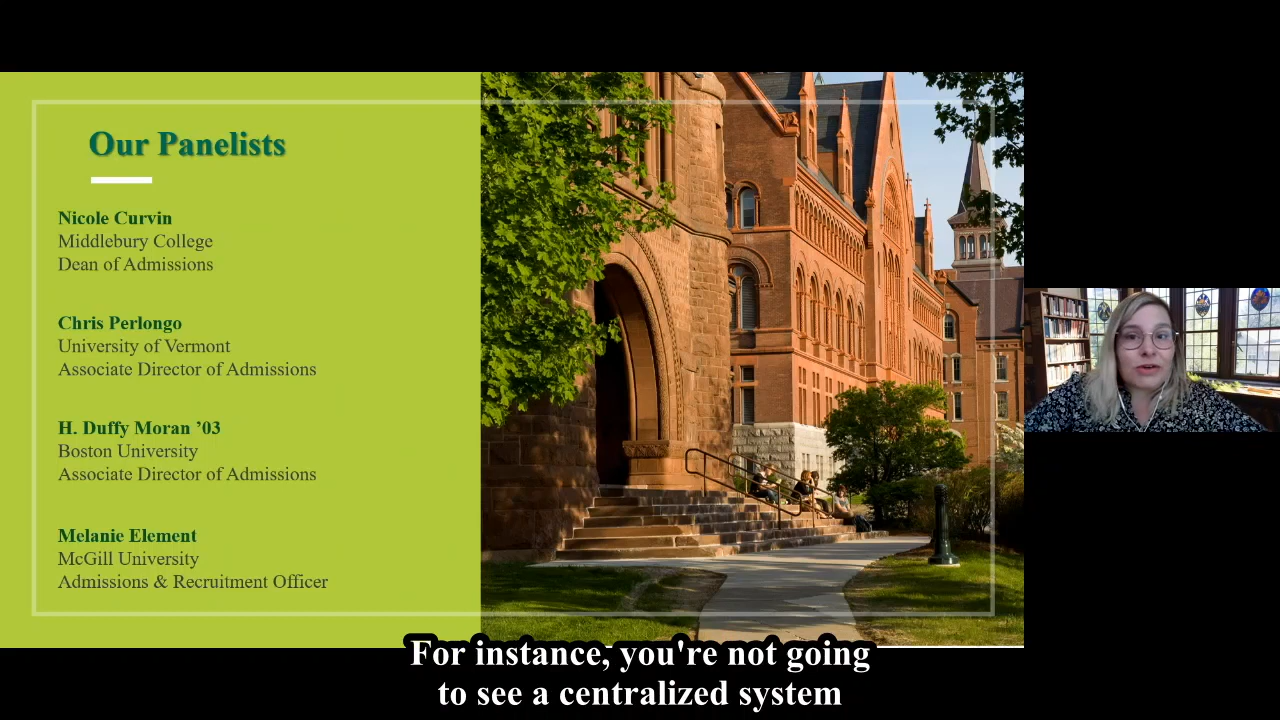 Our Panelists
Nicole Curvin
Middlebury College
Dean of Admissions
Chris Perlongo
University of Vermont
Associate Director of Admissions
H. Duffy Moran ’03
Boston University
Associate Director of Admissions
Melanie Element
McGill University
Admissions & Recruitment Officer
For instance, you're not going
to see a centralized system